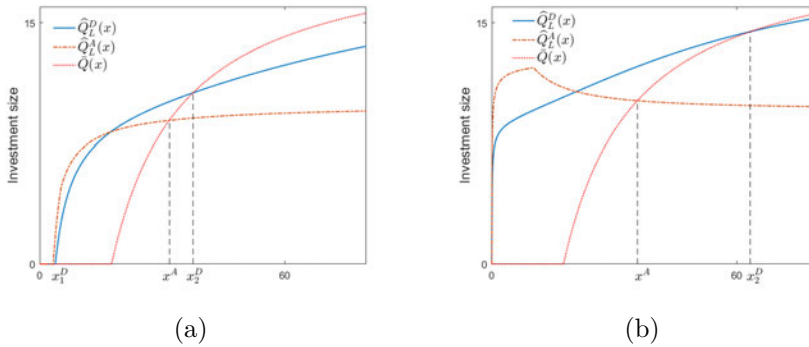 15
Q̂_L^D(x)
Q̂_L^A(x)
Q̄(x)
Investment size
0
0 x_1^D x^A x_2^D 60
(a)
15
Q̂_L^D(x)
Q̂_L^A(x)
Q̄(x)
Investment size
0
0 x^A 60 x_2^D
(b)